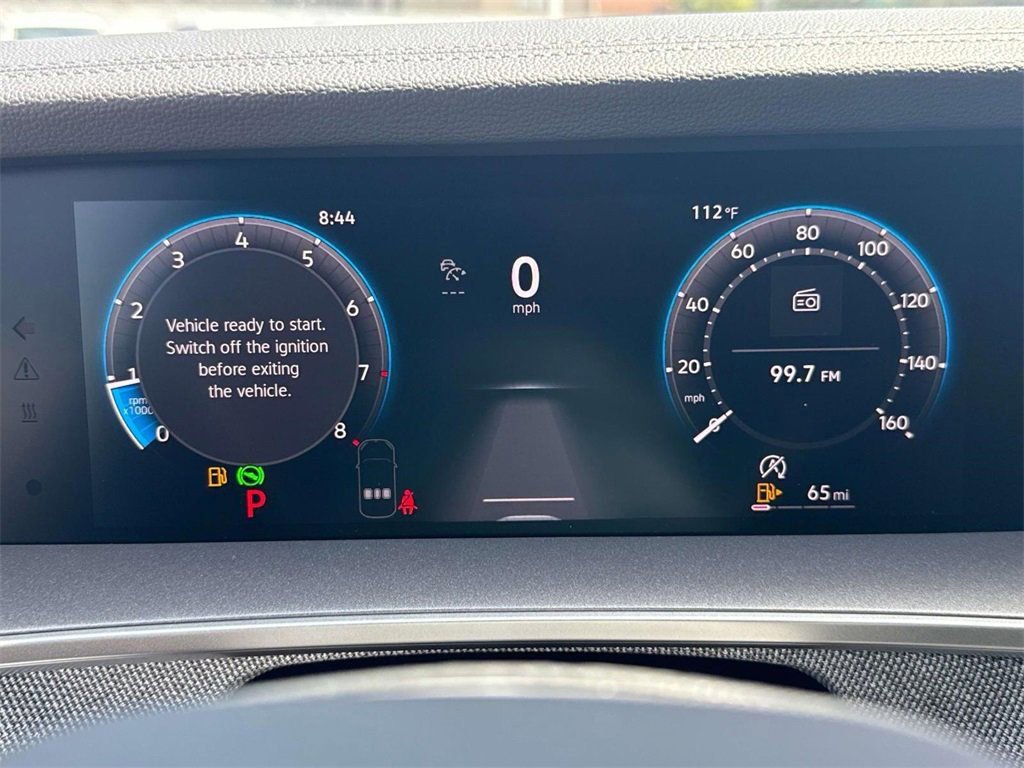 8:44
112°F
0
mph
Vehicle ready to start.
Switch off the ignition
before exiting
the vehicle.
0
1
2
3
4
5
6
7
8
rpm
x1000
0
20
40
60
80
100
120
140
160
mph
99.7 FM
P
65 mi